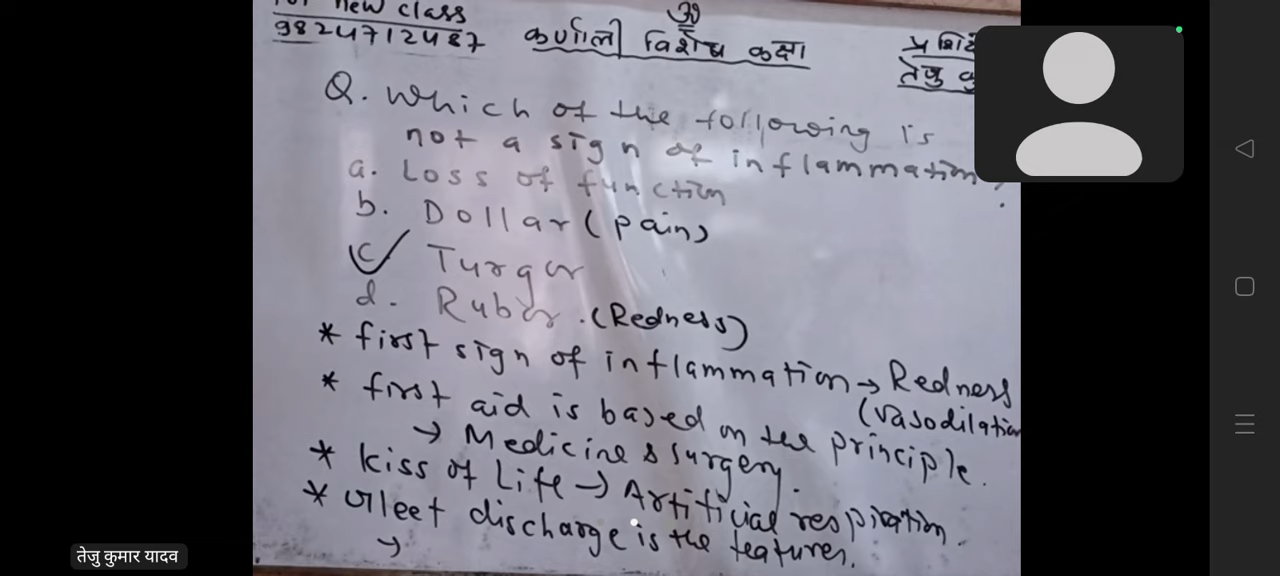 for new class
ॐ
9824712487 कर्णाली विशेष कक्षा
तेजु कु
Q. Which of the following is
not a sign of inflammation?
a. Loss of function
b. Dollar (pain)
c. Turgor
d. Rubor. (Redness)
* first sign of inflammation → Redness
(vasodilation
* first aid is based on the principle.
→ Medicine & surgery.
* kiss of Life → Artificial respiration.
* Gleet discharge is the features.
→
तेजु कुमार यादव